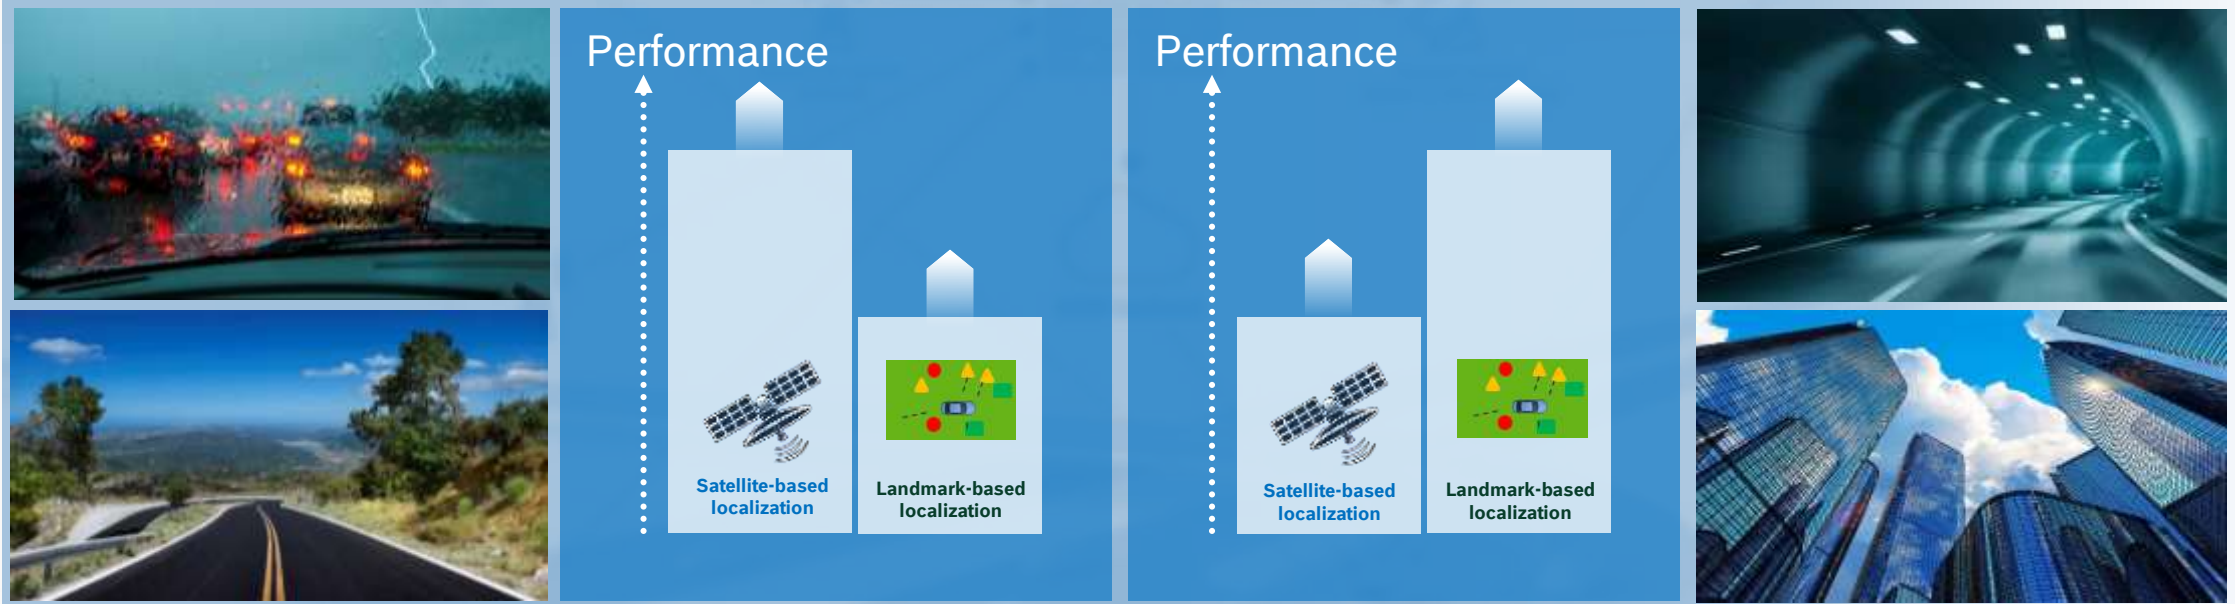 Performance
Satellite-based
localization
Landmark-based
localization
Performance
Satellite-based
localization
Landmark-based
localization